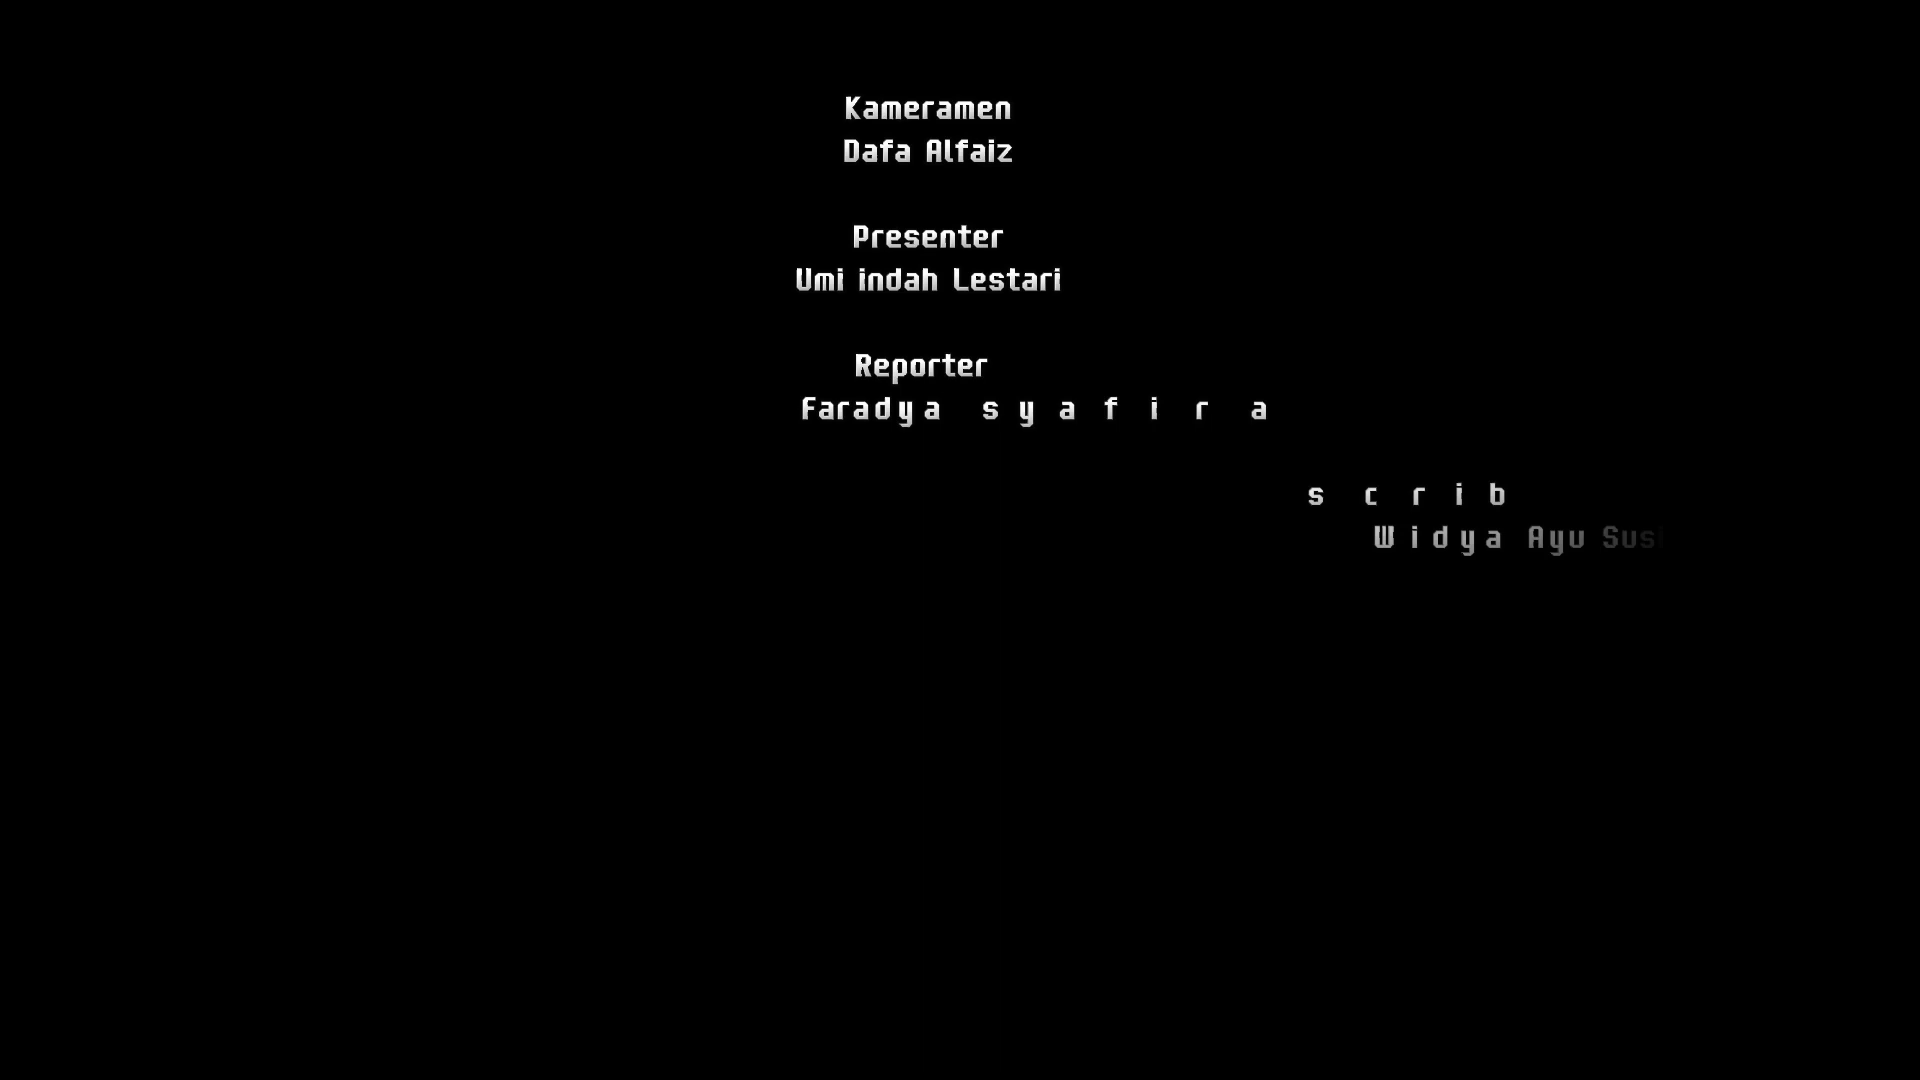 Kameramen
Dafa Alfaiz
Presenter
Umi indah Lestari
Reporter
Faradya syafira
scrib
Widya Ayu